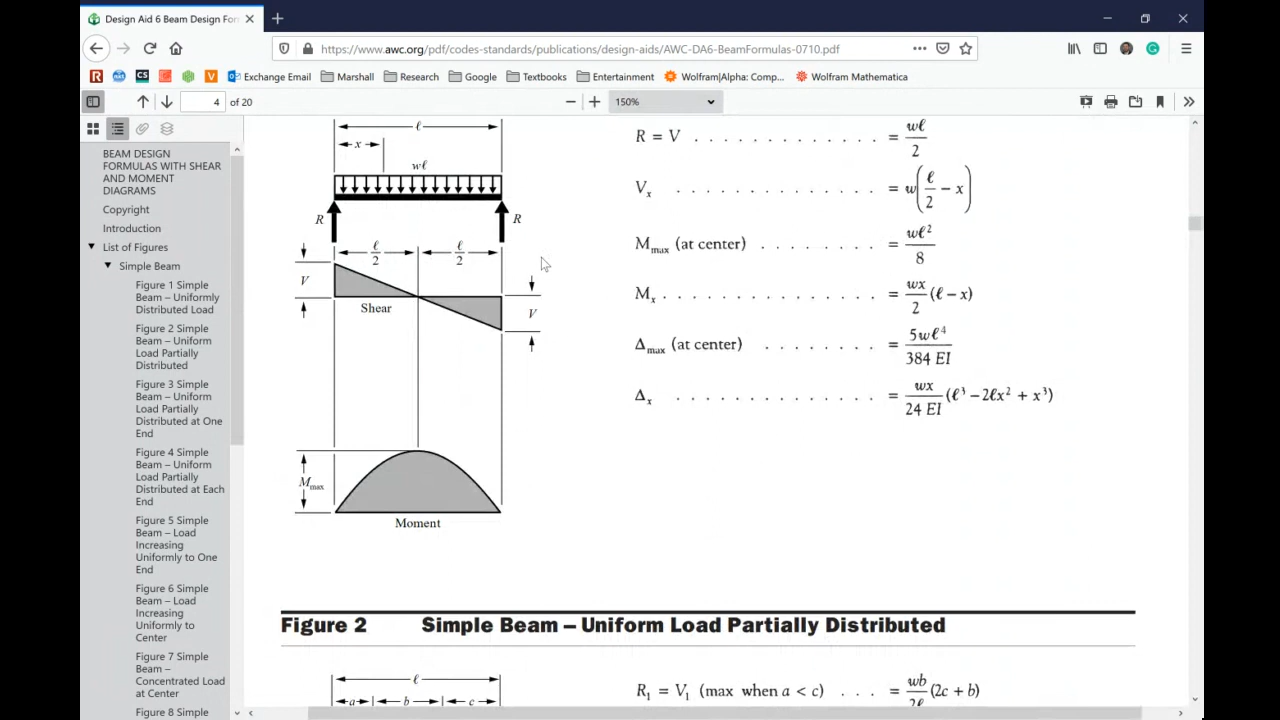 Design Aid 6 Beam Design For
https://www.awc.org/pdf/codes-standards/publications/design-aids/AWC-DA6-BeamFormulas-0710.pdf
Exchange Email Marshall Research Google Textbooks Entertainment Wolfram|Alpha: Comp... Wolfram Mathematica
4 of 20 150%
BEAM DESIGN
FORMULAS WITH SHEAR
AND MOMENT
DIAGRAMS
Copyright
Introduction
List of Figures
Simple Beam
Figure 1 Simple
Beam – Uniformly
Distributed Load
Figure 2 Simple
Beam – Uniform
Load Partially
Distributed
Figure 3 Simple
Beam – Uniform
Load Partially
Distributed at One
End
Figure 4 Simple
Beam – Uniform
Load Partially
Distributed at Each
End
Figure 5 Simple
Beam – Load
Increasing
Uniformly to One
End
Figure 6 Simple
Beam – Load
Increasing
Uniformly to
Center
Figure 7 Simple
Beam –
Concentrated Load
at Center
Figure 8 Simple
ℓ
x
wℓ
R R
ℓ/2 ℓ/2
V
Shear
V
M max
Moment
R = V . . . . . . . . . . . . . = wℓ/2
Vx . . . . . . . . . . . . . . = w(ℓ/2 − x)
Mmax (at center) . . . . . . . . = wℓ²/8
Mx . . . . . . . . . . . . . . . = wx/2 (ℓ − x)
Δmax (at center) . . . . . . . . = 5wℓ⁴/384 EI
Δx . . . . . . . . . . . . . . = wx/24 EI (ℓ³ − 2ℓx² + x³)
Figure 2 Simple Beam – Uniform Load Partially Distributed
ℓ
a b c
R₁ = V₁ (max when a < c) . . . = wb/2ℓ (2c + b)